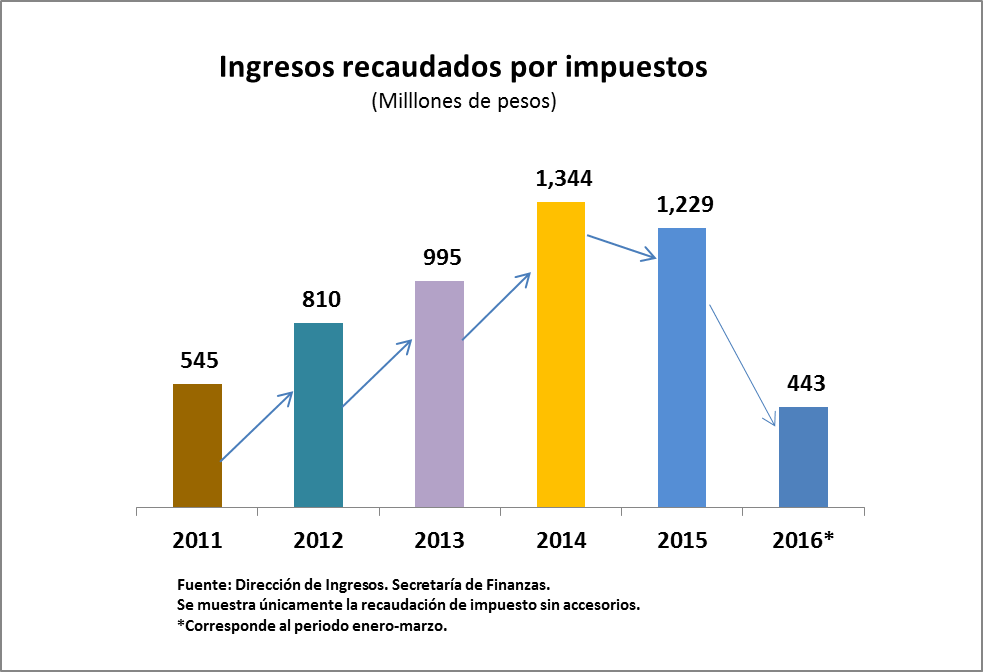 Ingresos recaudados por impuestos
(Milllones de pesos)
1,344
1,229
995
810
545
443
2011 2012 2013 2014 2015 2016*
Fuente: Dirección de Ingresos. Secretaría de Finanzas.
Se muestra únicamente la recaudación de impuesto sin accesorios.
*Corresponde al periodo enero-marzo.